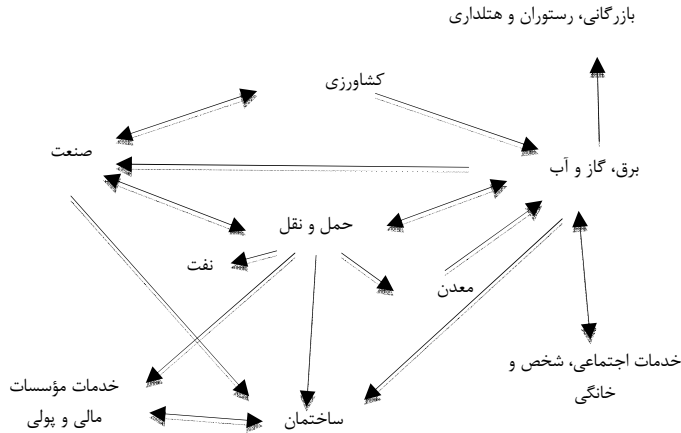 بازرگانی، رستوران و هتلداری
کشاورزی
صنعت
برق، گاز و آب
حمل و نقل
نفت
معدن
خدمات اجتماعی، شخص و
خانگی
خدمات مؤسسات
مالی و پولی
ساختمان